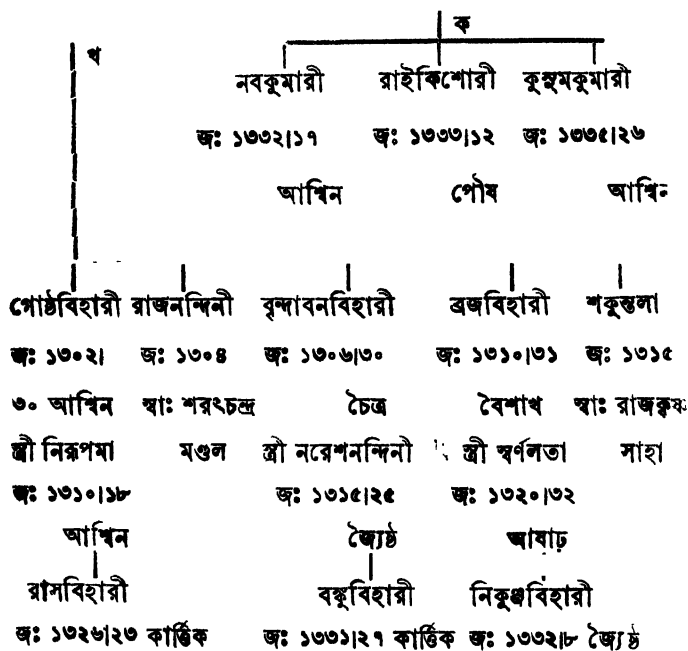 ক
খ
নবকুমারী রাইকিশোরী কুসুমকুমারী
জঃ ১৩৩২।১৭ জঃ ১৩৩৩।১২ জঃ ১৩৩৫।২৬
আশ্বিন পৌষ আশ্বিন
গোষ্ঠবিহারী রাজনন্দিনী বৃন্দাবনবিহারী ব্রজবিহারী শকুন্তলা
জঃ ১৩০২। জঃ ১৩০৪ জঃ ১৩০৬।৩০ জঃ ১৩১০।৩১ জঃ ১৩১৫
৩০ আশ্বিন স্বাঃ শরৎচন্দ্র চৈত্র বৈশাখ স্বাঃ রাজকৃষ্ণ
স্ত্রী নিরূপমা মণ্ডল স্ত্রী নরেশনন্দিনী স্ত্রী স্বর্ণলতা সাহা
জঃ ১৩১০।১৮ জঃ ১৩১৫।২৫ জঃ ১৩২০।৩২
আশ্বিন জ্যৈষ্ঠ আষাঢ়
রাসবিহারী বঙ্কুবিহারী নিকুঞ্জবিহারী
জঃ ১৩২৬।২৩ কার্ত্তিক জঃ ১৩৩১।২৭ কার্ত্তিক জঃ ১৩৩২।৮ জ্যৈষ্ঠ